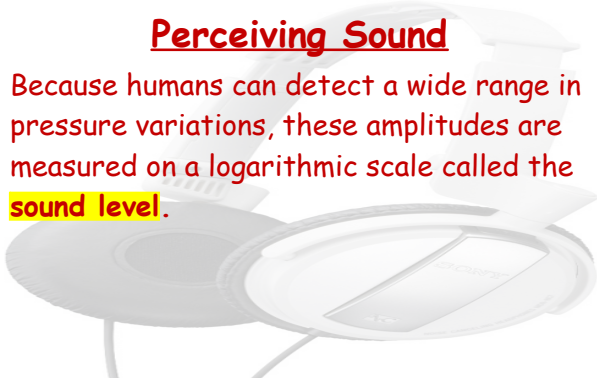 Perceiving Sound
Because humans can detect a wide range in
pressure variations, these amplitudes are
measured on a logarithmic scale called the
sound level.
SONY